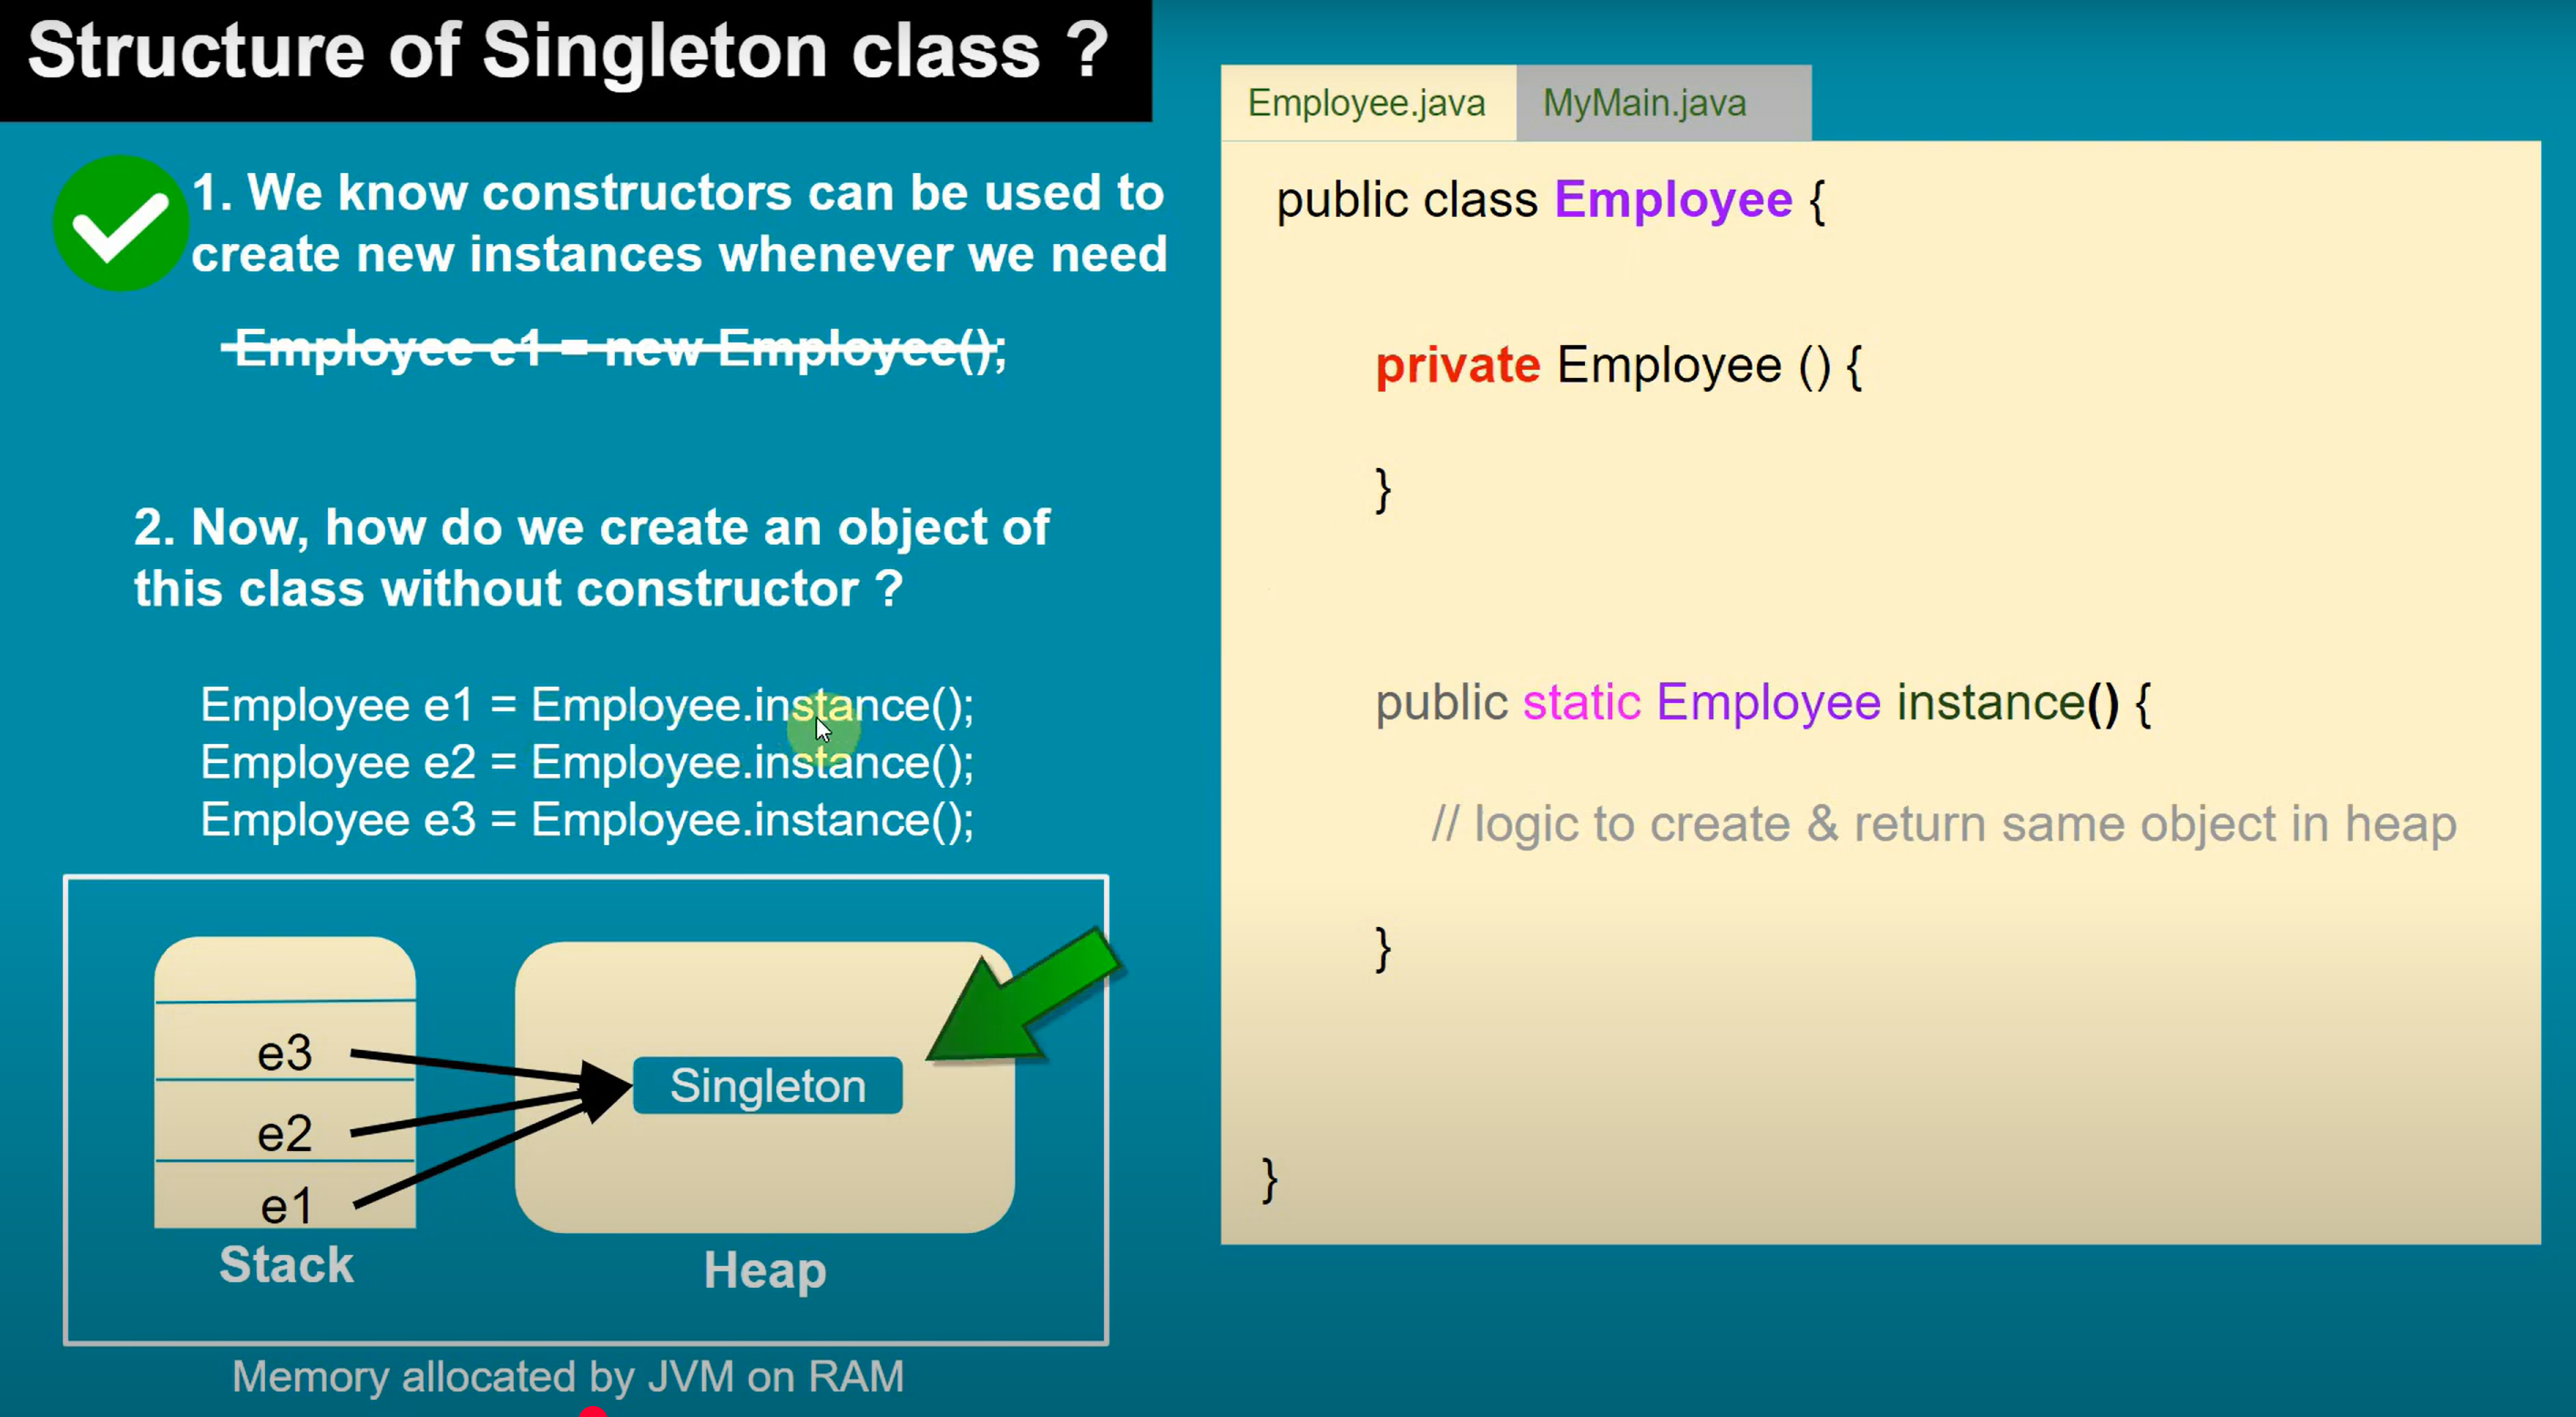 Structure of Singleton class ?
1. We know constructors can be used to
create new instances whenever we need
Employee e1 = new Employee();
2. Now, how do we create an object of
this class without constructor ?
Employee e1 = Employee.instance();
Employee e2 = Employee.instance();
Employee e3 = Employee.instance();
e3
e2
e1
Stack
Singleton
Heap
Memory allocated by JVM on RAM
Employee.java
MyMain.java
public class Employee {
private Employee () {
}
public static Employee instance() {
// logic to create & return same object in heap
}
}